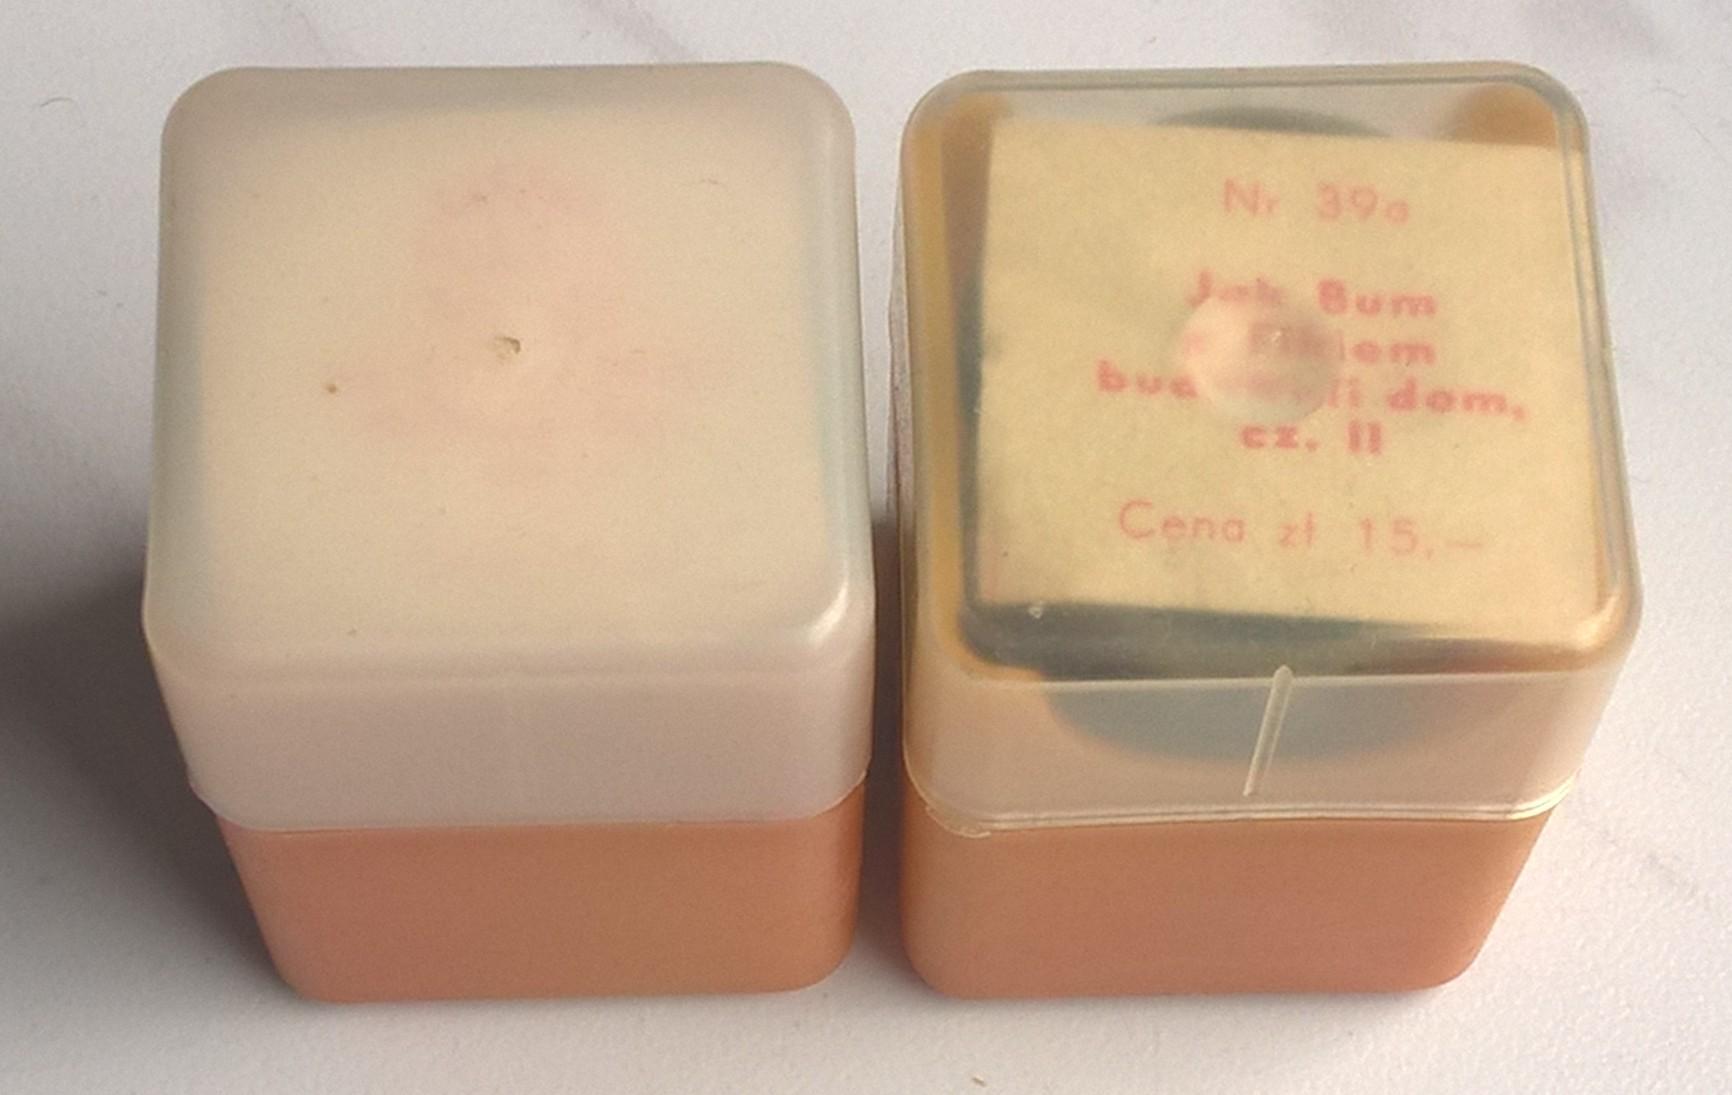 Nr 39a
Jak Bum
dom,
cz. II
Cena zł 15,—